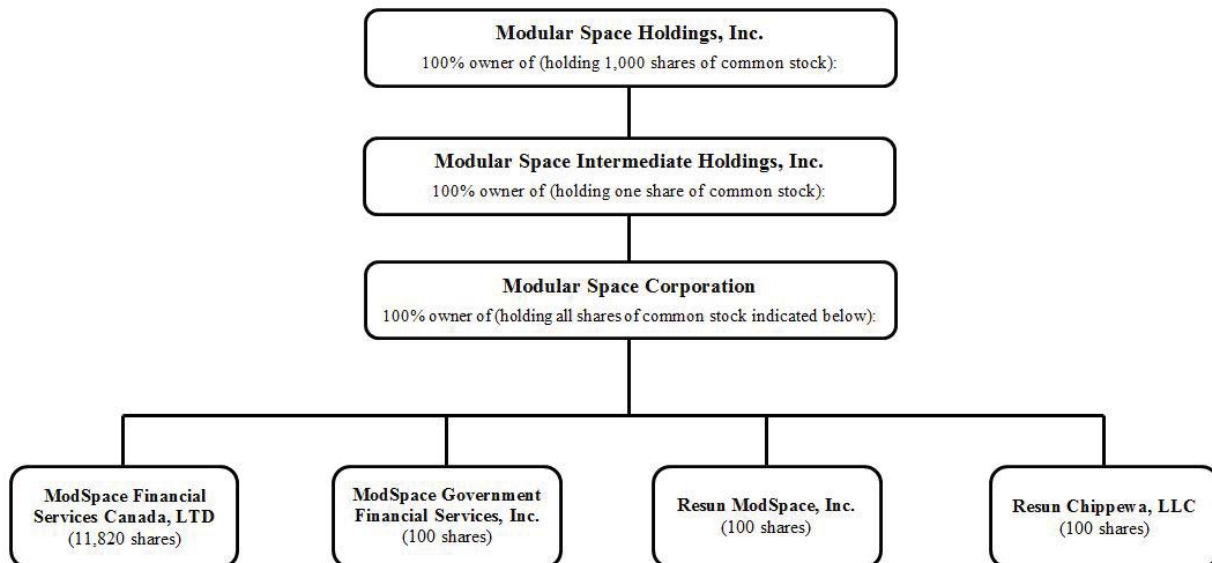 Modular Space Holdings, Inc.
100% owner of (holding 1,000 shares of common stock):
Modular Space Intermediate Holdings, Inc.
100% owner of (holding one share of common stock):
Modular Space Corporation
100% owner of (holding all shares of common stock indicated below):
ModSpace Financial
Services Canada, LTD
(11,820 shares)
ModSpace Government
Financial Services, Inc.
(100 shares)
Resun ModSpace, Inc.
(100 shares)
Resun Chippewa, LLC
(100 shares)